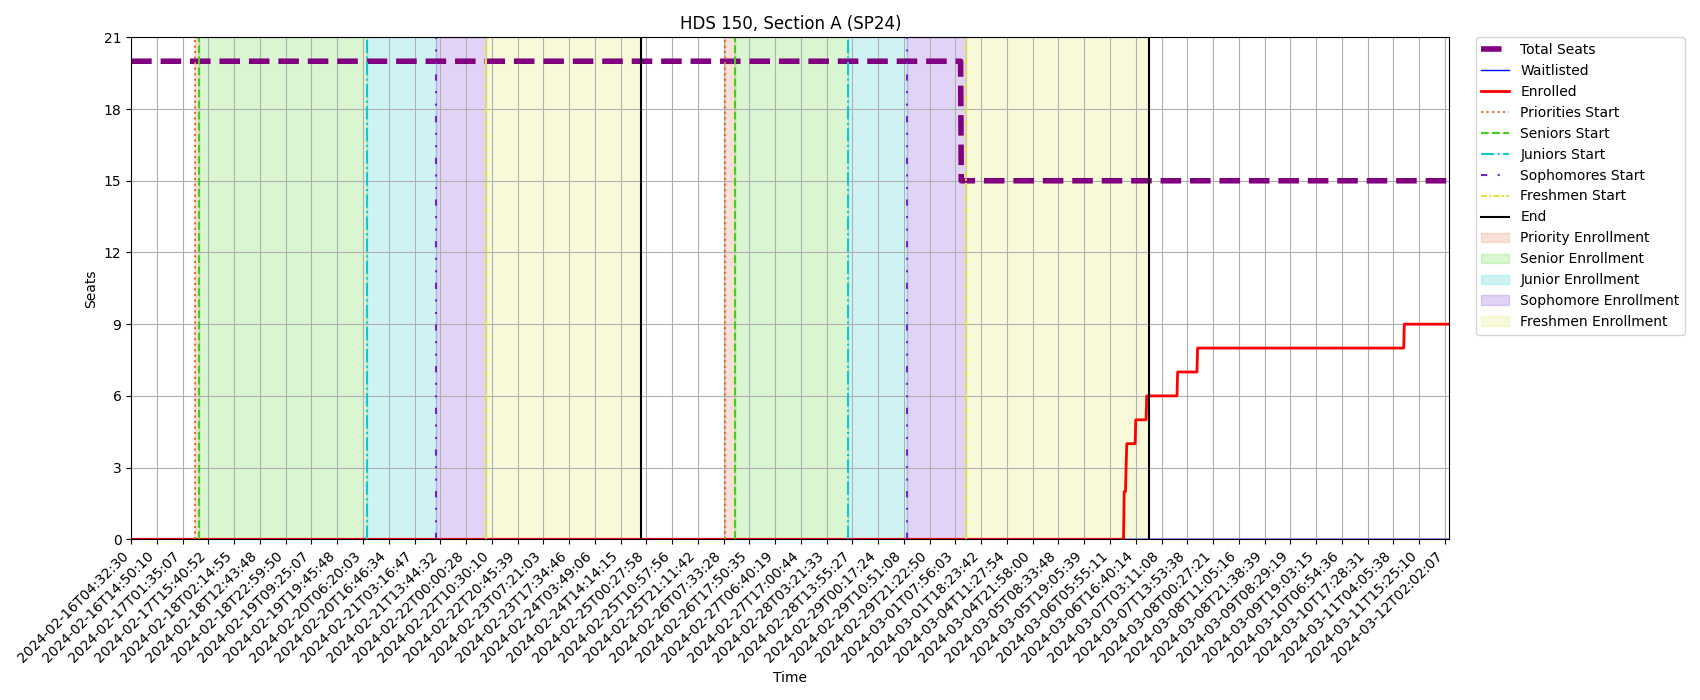 HDS 150, Section A (SP24)
21
18
15
12
9
6
3
0
Seats
2024-02-16T04:32:30
2024-02-16T14:50:10
2024-02-17T01:35:07
2024-02-17T15:40:52
2024-02-18T02:14:55
2024-02-18T12:43:48
2024-02-18T22:59:50
2024-02-19T09:25:07
2024-02-19T19:45:48
2024-02-20T06:20:03
2024-02-20T16:46:34
2024-02-21T03:16:47
2024-02-21T13:44:32
2024-02-22T00:00:28
2024-02-22T10:30:10
2024-02-22T20:45:39
2024-02-23T07:21:03
2024-02-23T17:34:46
2024-02-24T03:49:06
2024-02-24T14:14:15
2024-02-25T00:27:58
2024-02-25T10:57:56
2024-02-25T21:11:42
2024-02-26T07:33:28
2024-02-26T17:50:35
2024-02-27T06:40:19
2024-02-27T17:00:44
2024-02-28T03:21:33
2024-02-28T13:55:27
2024-02-29T00:17:24
2024-02-29T10:51:08
2024-02-29T21:22:50
2024-03-01T07:56:03
2024-03-01T18:23:42
2024-03-04T11:27:54
2024-03-04T21:58:00
2024-03-05T08:33:48
2024-03-05T19:05:39
2024-03-06T05:55:11
2024-03-06T16:40:14
2024-03-07T03:11:08
2024-03-07T13:53:38
2024-03-08T00:27:21
2024-03-08T11:05:16
2024-03-08T21:38:39
2024-03-09T08:29:19
2024-03-09T19:03:15
2024-03-10T06:54:36
2024-03-10T17:28:31
2024-03-11T04:05:38
2024-03-11T15:25:10
2024-03-12T02:02:07
Time
Total Seats
Waitlisted
Enrolled
Priorities Start
Seniors Start
Juniors Start
Sophomores Start
Freshmen Start
End
Priority Enrollment
Senior Enrollment
Junior Enrollment
Sophomore Enrollment
Freshmen Enrollment